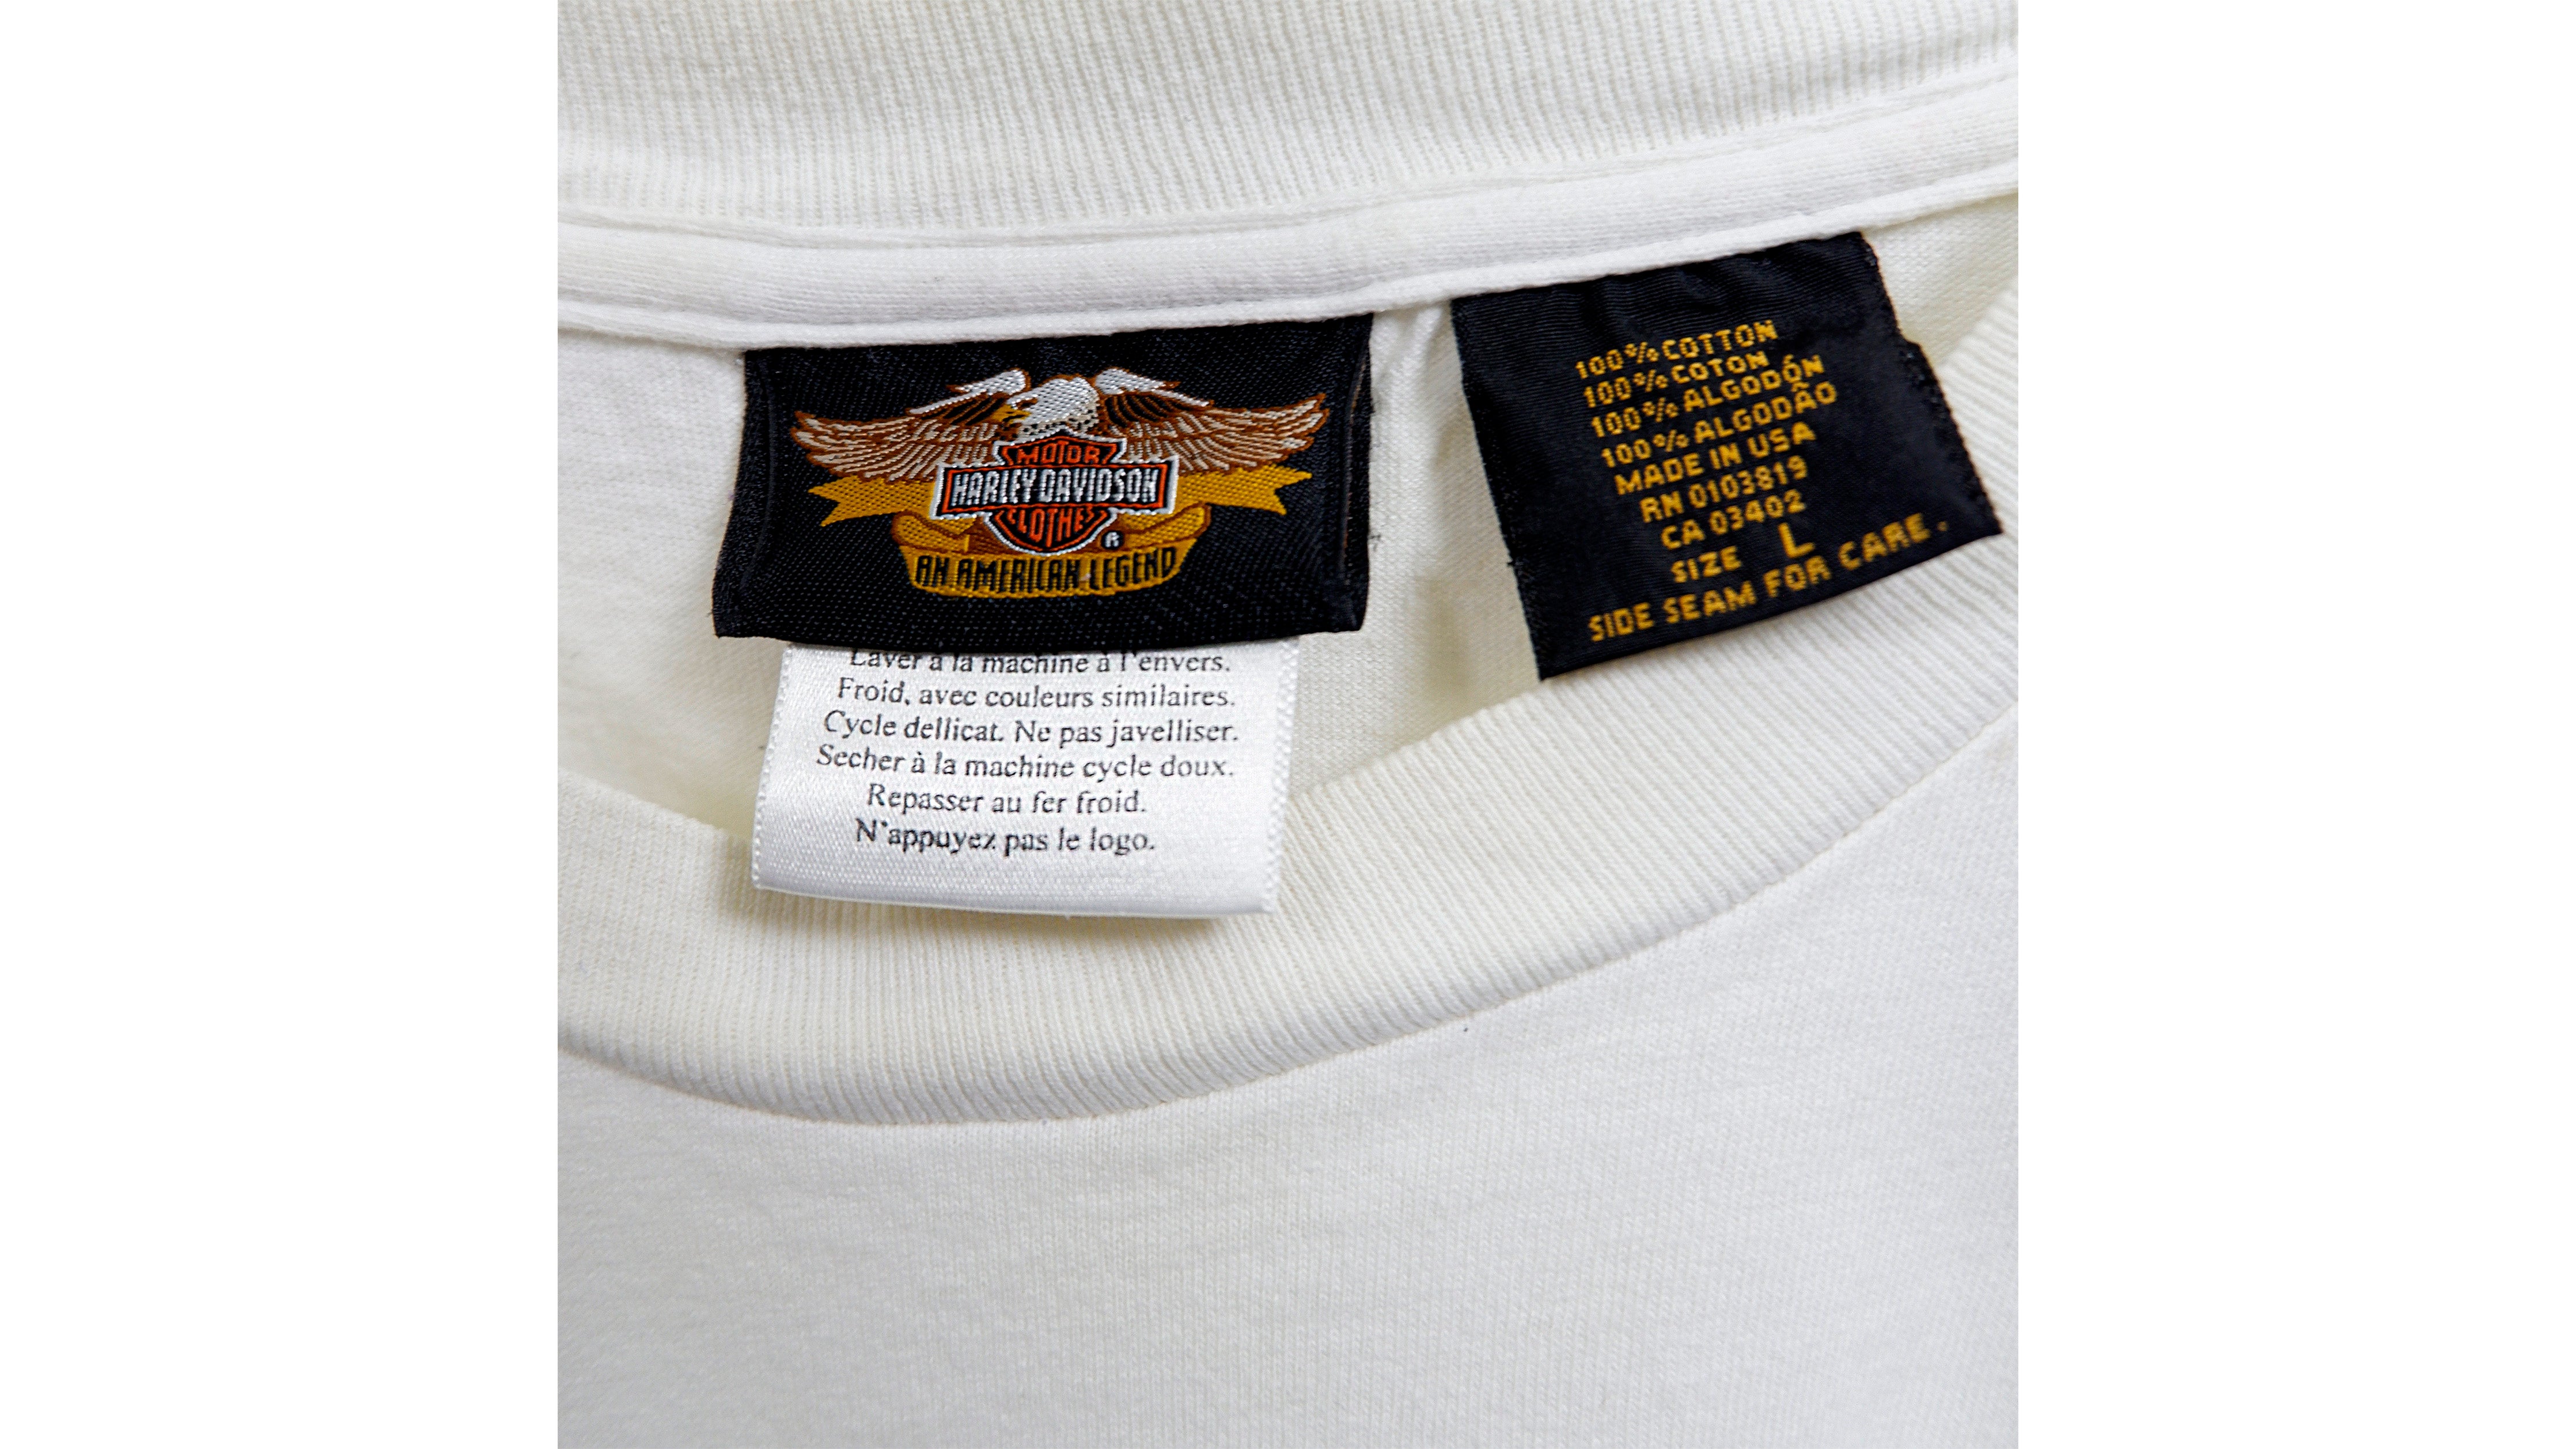 MOTOR
HARLEY-DAVIDSON
CLOTHES
®
AN AMERICAN LEGEND
Laver à la machine à l'envers.
Froid, avec couleurs similaires.
Cycle dellicat. Ne pas javelliser.
Secher à la machine cycle doux.
Repasser au fer froid.
N'appuyez pas le logo.
100% COTTON
100% COTON
100% ALGODÓN
100% ALGODÃO
MADE IN USA
RN 0103819
CA 03402
SIZE L
SIDE SEAM FOR CARE.